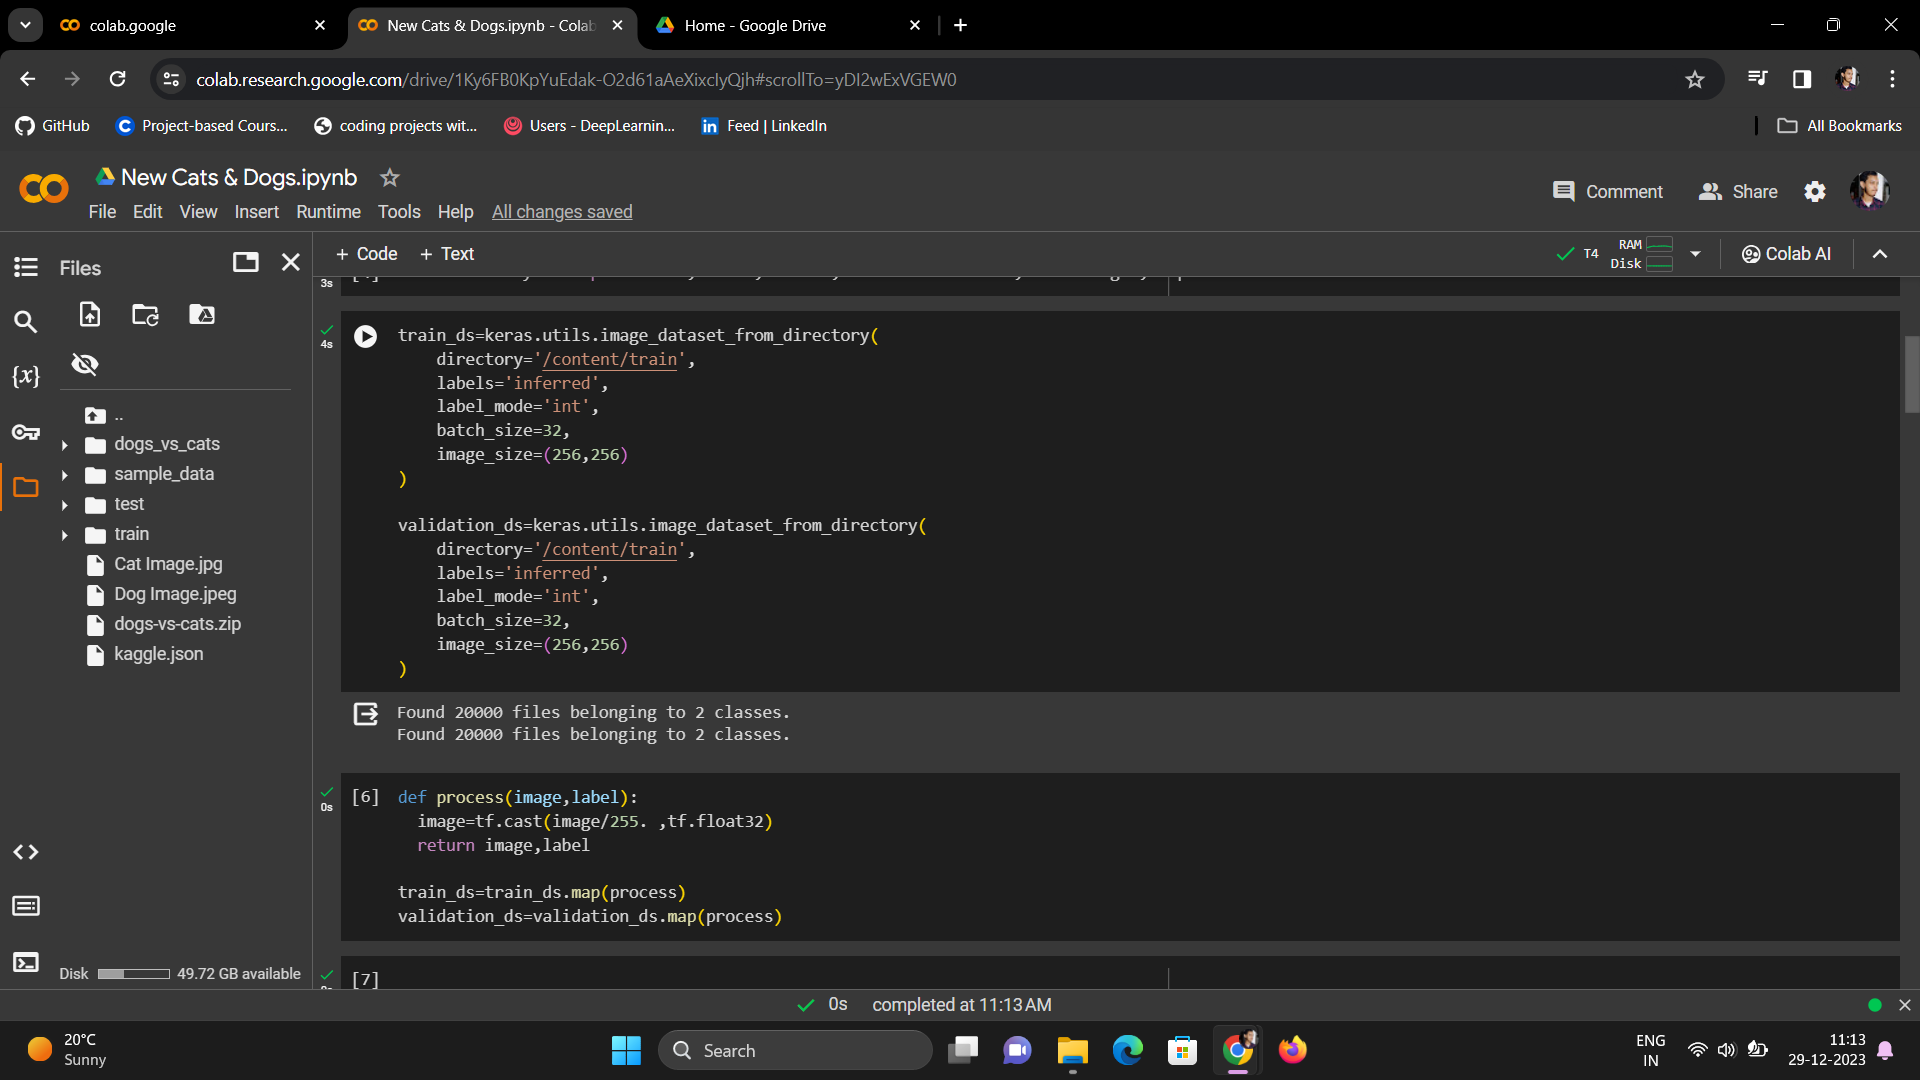 colab.google
New Cats & Dogs.ipynb - Colab
Home - Google Drive
colab.research.google.com/drive/1Ky6FB0KpYuEdak-O2d61aAeXixclyQjh#scrollTo=yDI2wExVGEW0
GitHub
Project-based Cours...
coding projects wit...
Users - DeepLearnin...
Feed | LinkedIn
All Bookmarks
New Cats & Dogs.ipynb
File Edit View Insert Runtime Tools Help All changes saved
Comment
Share
Files
+ Code + Text
T4
RAM
Disk
Colab AI
..
dogs_vs_cats
sample_data
test
train
Cat Image.jpg
Dog Image.jpeg
dogs-vs-cats.zip
kaggle.json
Disk 49.72 GB available
3s
4s
train_ds=keras.utils.image_dataset_from_directory(
directory='/content/train',
labels='inferred',
label_mode='int',
batch_size=32,
image_size=(256,256)
)
validation_ds=keras.utils.image_dataset_from_directory(
directory='/content/train',
labels='inferred',
label_mode='int',
batch_size=32,
image_size=(256,256)
)
Found 20000 files belonging to 2 classes.
Found 20000 files belonging to 2 classes.
0s
[6] def process(image,label):
image=tf.cast(image/255. ,tf.float32)
return image,label
train_ds=train_ds.map(process)
validation_ds=validation_ds.map(process)
[7]
0s completed at 11:13 AM
20°C
Sunny
Search
ENG
IN
11:13
29-12-2023